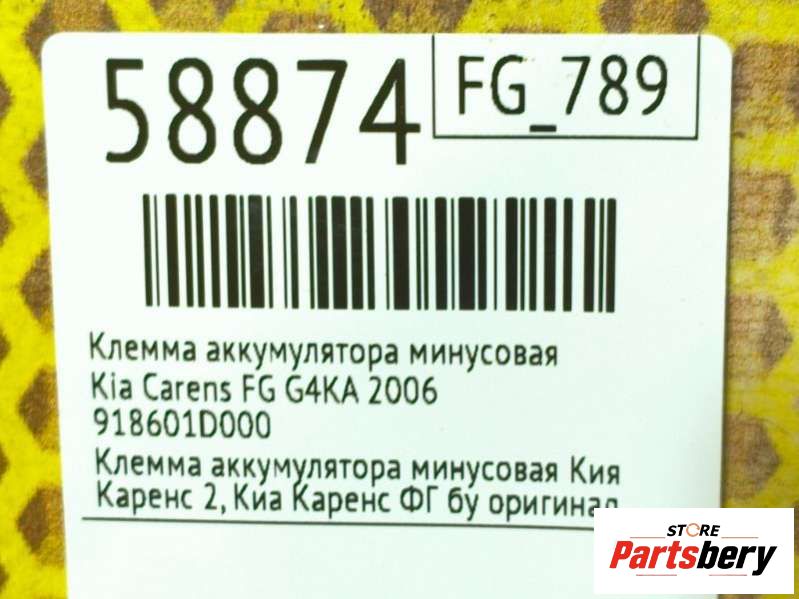 58874
FG_789
Клемма аккумулятора минусовая
Kia Carens FG G4KA 2006
918601D000
Клемма аккумулятора минусовая Кия
Каренс 2, Киа Каренс ФГ бу оригинал
STORE
Partsbery